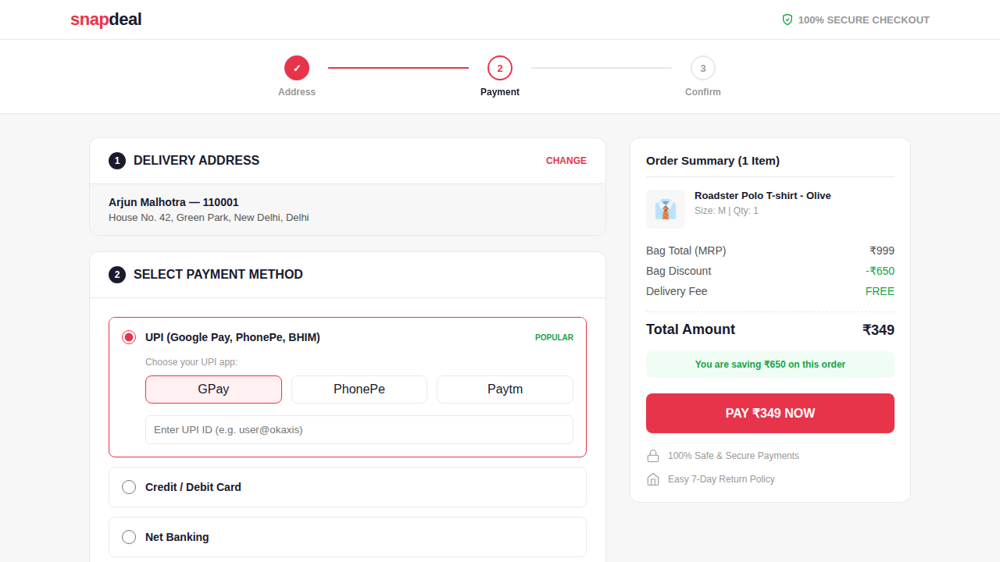 snapdeal
100% SECURE CHECKOUT
✓
2
3
Address
Payment
Confirm
1 DELIVERY ADDRESS
CHANGE
Arjun Malhotra — 110001
House No. 42, Green Park, New Delhi, Delhi
2 SELECT PAYMENT METHOD
UPI (Google Pay, PhonePe, BHIM)
POPULAR
Choose your UPI app:
GPay
PhonePe
Paytm
Enter UPI ID (e.g. user@okaxis)
Credit / Debit Card
Net Banking
Order Summary (1 Item)
Roadster Polo T-shirt - Olive
Size: M | Qty: 1
Bag Total (MRP) ₹999
Bag Discount -₹650
Delivery Fee FREE
Total Amount ₹349
You are saving ₹650 on this order
PAY ₹349 NOW
100% Safe & Secure Payments
Easy 7-Day Return Policy